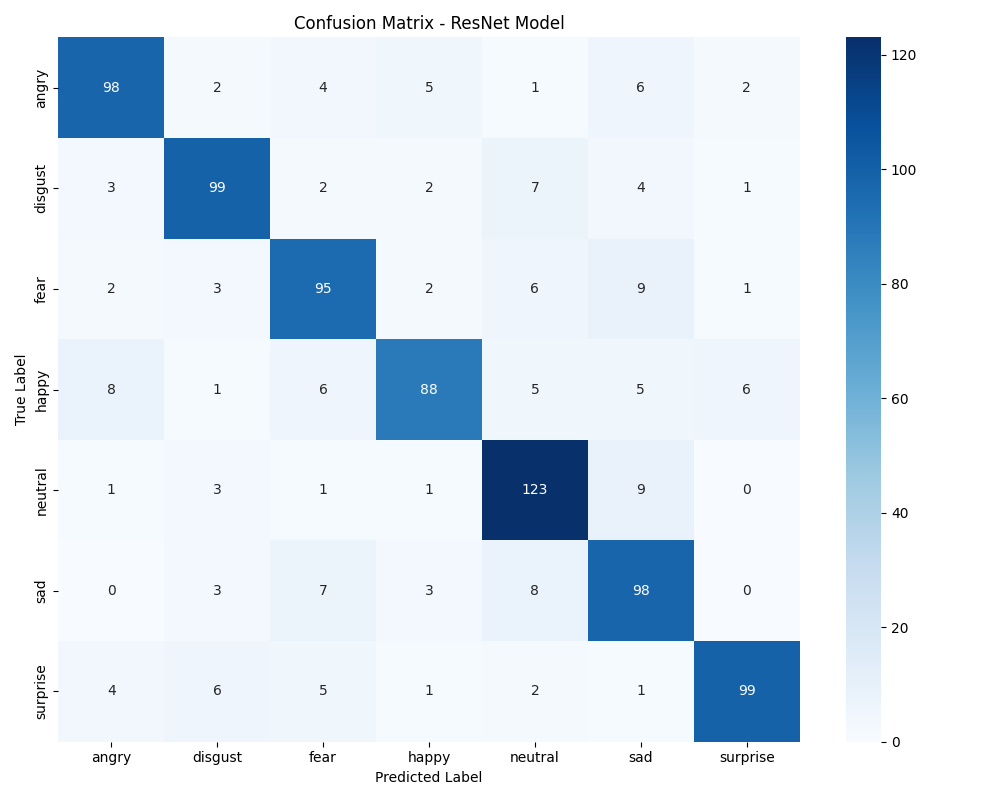 Confusion Matrix - ResNet Model
True Label
angry 98 2 4 5 1 6 2
disgust 3 99 2 2 7 4 1
fear 2 3 95 2 6 9 1
happy 8 1 6 88 5 5 6
neutral 1 3 1 1 123 9 0
sad 0 3 7 3 8 98 0
surprise 4 6 5 1 2 1 99
angry disgust fear happy neutral sad surprise
Predicted Label
120
100
80
60
40
20
0